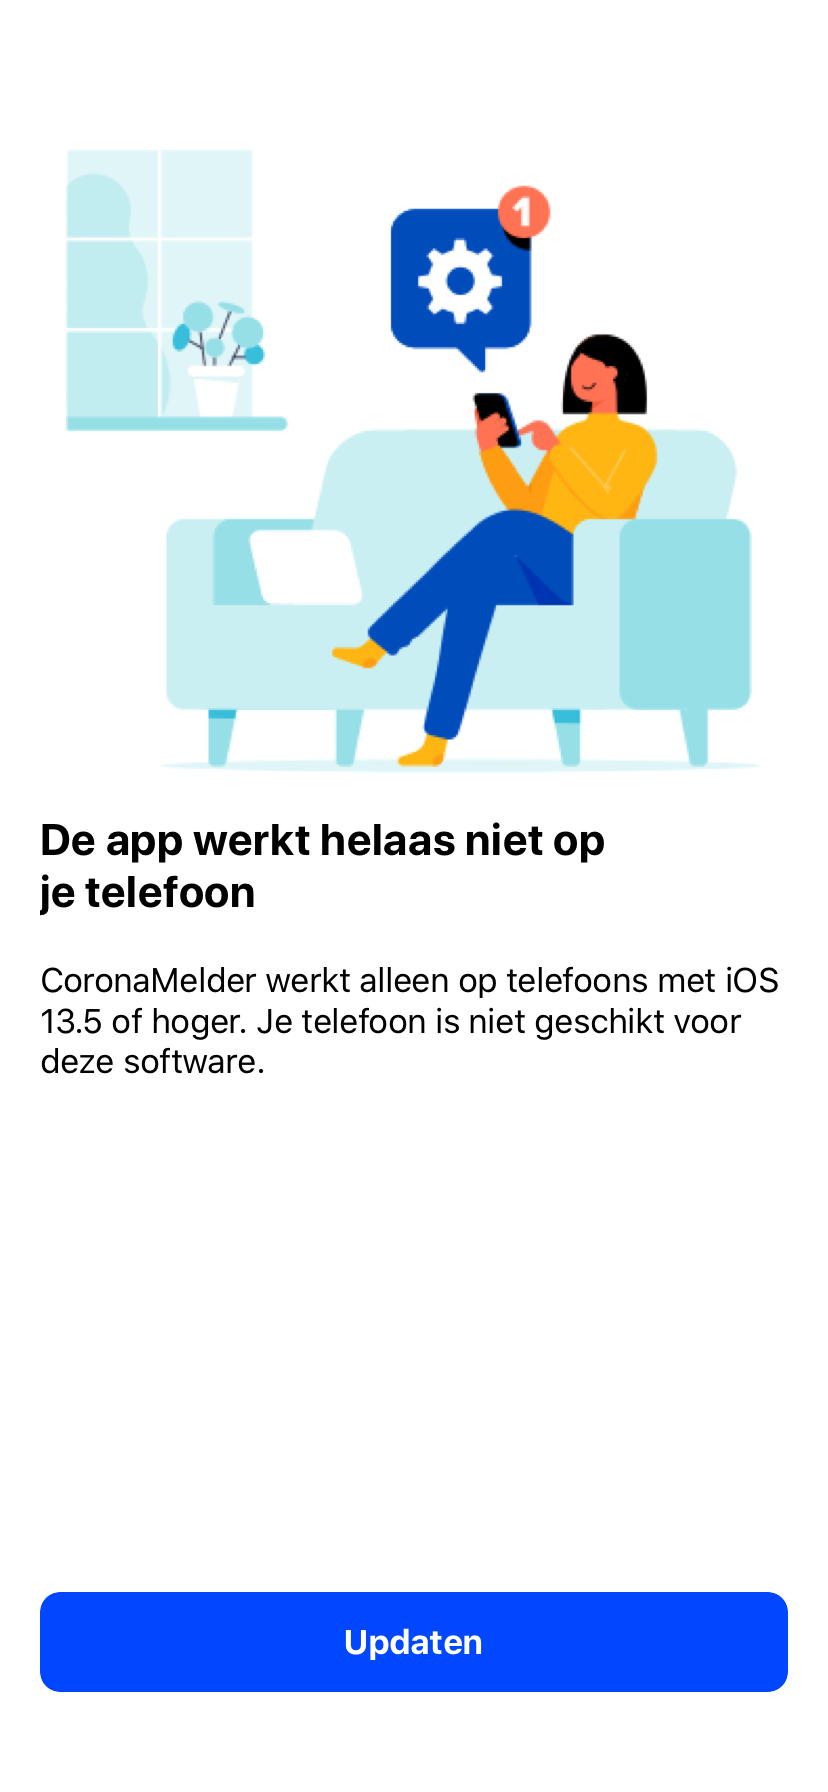 1
De app werkt helaas niet op
je telefoon
CoronaMelder werkt alleen op telefoons met iOS
13.5 of hoger. Je telefoon is niet geschikt voor
deze software.
Updaten